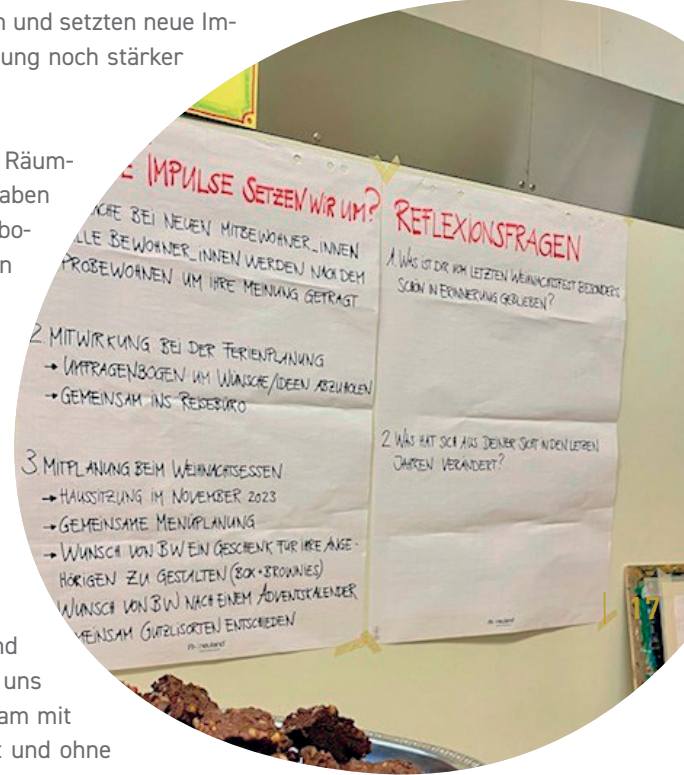 n und setzten neue Im-
ung noch stärker
Räum-
aben
bo-
n
E IMPULSE SETZEN WIR UM?
ACHE BEI NEUEN MITBEWOHNER_INNEN
LLE BEWOHNER_INNEN WERDEN NACH DEM
PROBEWOHNEN UM IHRE MEINUNG GEFRAGT
2. MITWIRKUNG BEI DER FERIENPLANUNG
→ UMFRAGENBOGEN UM WÜNSCHE/IDEEN ABZUHOLEN
→ GEMEINSAM INS REISEBÜRO
3. MITPLANUNG BEIM WEIHNACHTSESSEN
→ HAUSSITZUNG IM NOVEMBER 2023
→ GEMEINSAME MENÜPLANUNG
→ WUNSCH VON BW EIN GESCHENK FÜR IHRE ANGE-
HÖRIGEN ZU GESTALTEN (BOX+BROWNIES)
WUNSCH VON BW NACH EINEM ADVENTSKALENDER
MEINSAM GUTZLISORTEN ENTSCHIEDEN
neuland
REFLEXIONSFRAGEN
1. WAS IST DIR VOM LETZTEN WEIHNACHTSFEST BESONDERS
SCHÖN IN ERINNERUNG GEBLIEBEN?
2. WAS HAT SICH AUS DEINER SICHT IN DEN LETZEN
JAHREN VERÄNDERT?
neuland
17
nd
uns
am mit
t und ohne